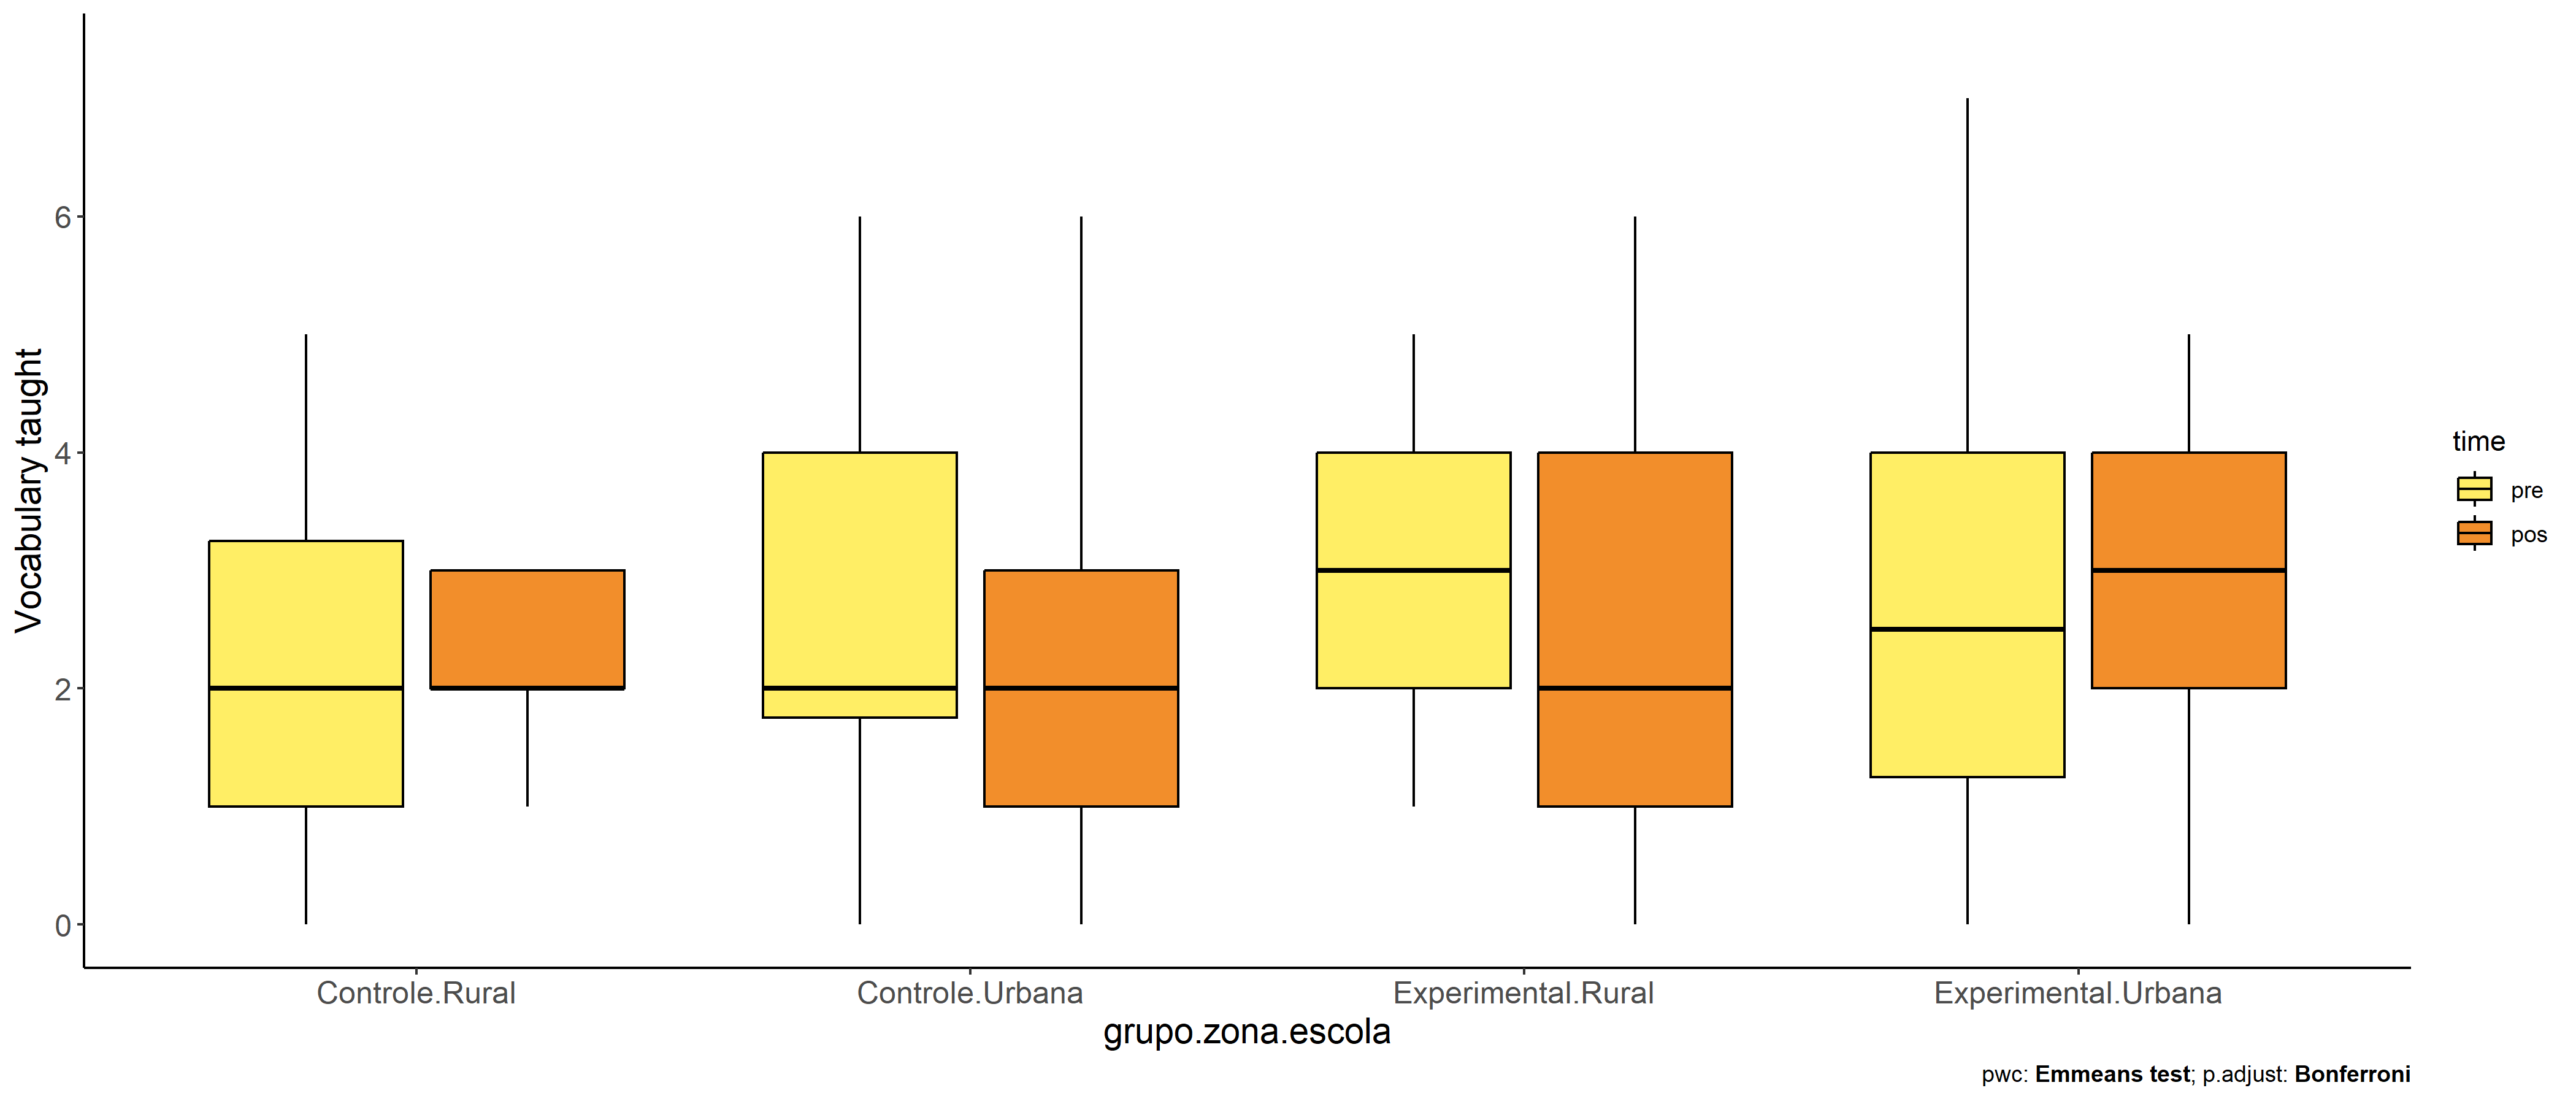 Vocabulary taught
6
4
2
0
Controle.Rural
Controle.Urbana
Experimental.Rural
Experimental.Urbana
grupo.zona.escola
time
pre
pos
pwc: Emmeans test; p.adjust: Bonferroni